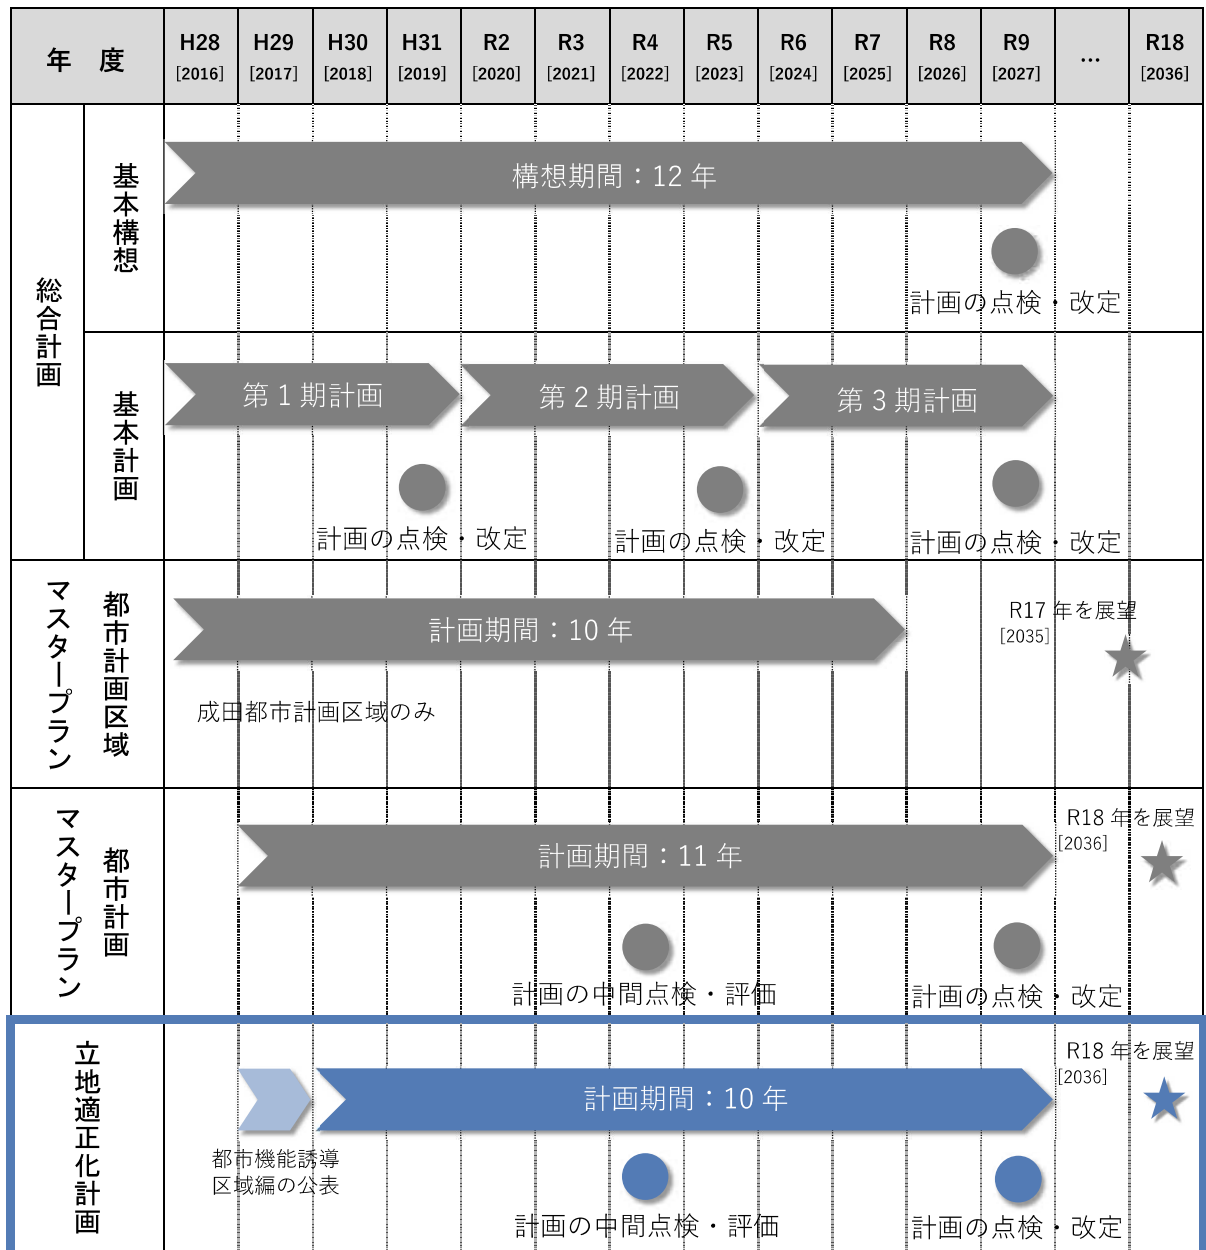 年 度
H28
[2016]
H29
[2017]
H30
[2018]
H31
[2019]
R2
[2020]
R3
[2021]
R4
[2022]
R5
[2023]
R6
[2024]
R7
[2025]
R8
[2026]
R9
[2027]
…
R18
[2036]
総合計画
基本構想
構想期間：12 年
計画の点検・改定
基本計画
第 1 期計画
第 2 期計画
第 3 期計画
計画の点検・改定
計画の点検・改定
計画の点検・改定
都市計画区域
マスタープラン
計画期間：10 年
成田都市計画区域のみ
R17 年を展望
[2035]
都市計画
マスタープラン
計画期間：11 年
R18 年を展望
[2036]
計画の中間点検・評価
計画の点検・改定
立地適正化計画
計画期間：10 年
R18 年を展望
[2036]
都市機能誘導
区域編の公表
計画の中間点検・評価
計画の点検・改定